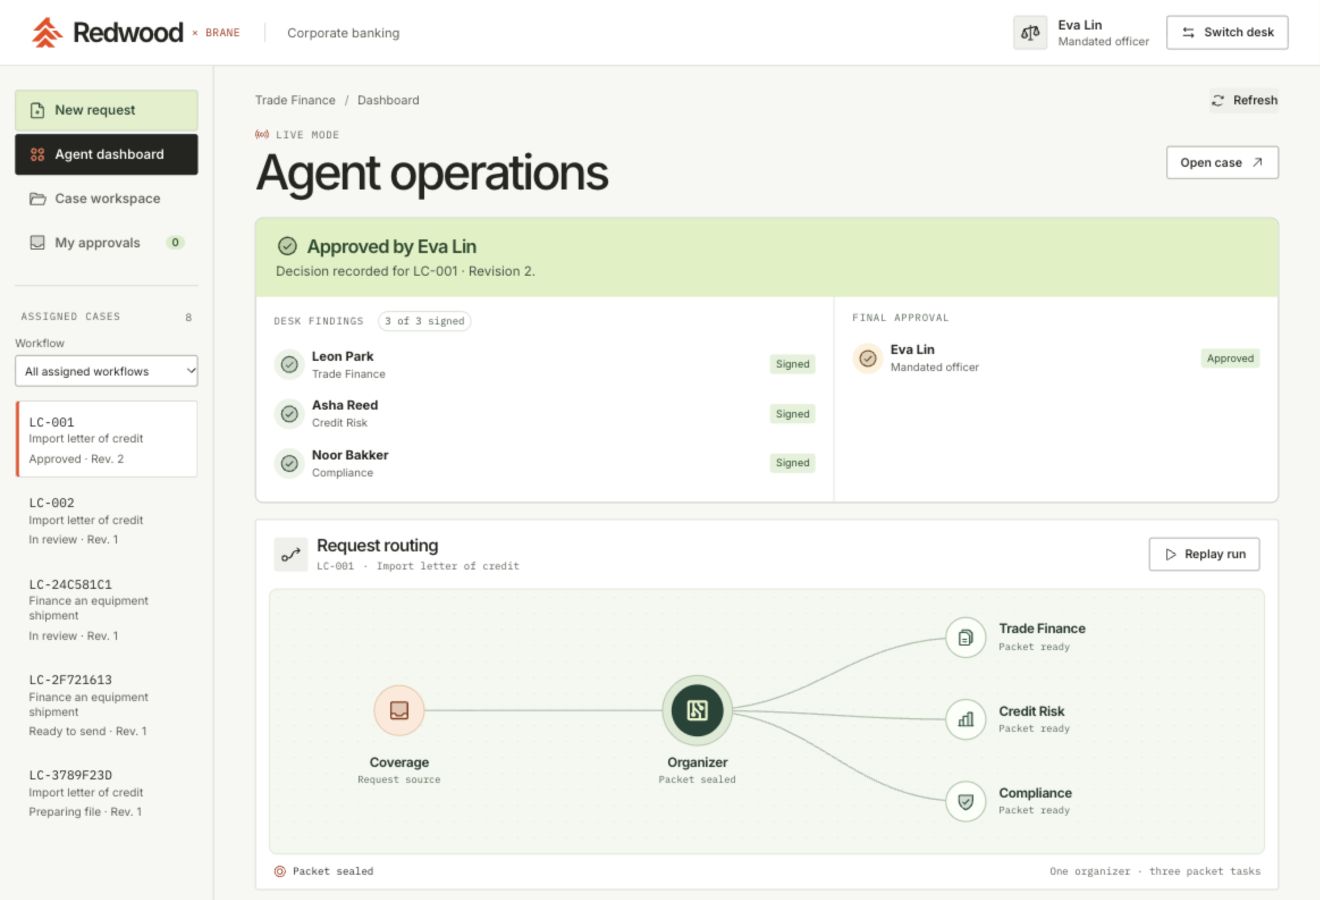 Redwood × BRANE
Corporate banking
Eva Lin
Mandated officer
Switch desk
New request
Agent dashboard
Case workspace
My approvals 0
ASSIGNED CASES 8
Workflow
All assigned workflows
LC-001
Import letter of credit
Approved · Rev. 2
LC-002
Import letter of credit
In review · Rev. 1
LC-24C581C1
Finance an equipment
shipment
In review · Rev. 1
LC-2F721613
Finance an equipment
shipment
Ready to send · Rev. 1
LC-3789F23D
Import letter of credit
Preparing file · Rev. 1
Trade Finance / Dashboard
Refresh
LIVE MODE
Agent operations
Open case
Approved by Eva Lin
Decision recorded for LC-001 · Revision 2.
DESK FINDINGS 3 of 3 signed
Leon Park
Trade Finance
Signed
Asha Reed
Credit Risk
Signed
Noor Bakker
Compliance
Signed
FINAL APPROVAL
Eva Lin
Mandated officer
Approved
Request routing
LC-001 · Import letter of credit
Replay run
Coverage
Request source
Organizer
Packet sealed
Trade Finance
Packet ready
Credit Risk
Packet ready
Compliance
Packet ready
Packet sealed
One organizer · three packet tasks